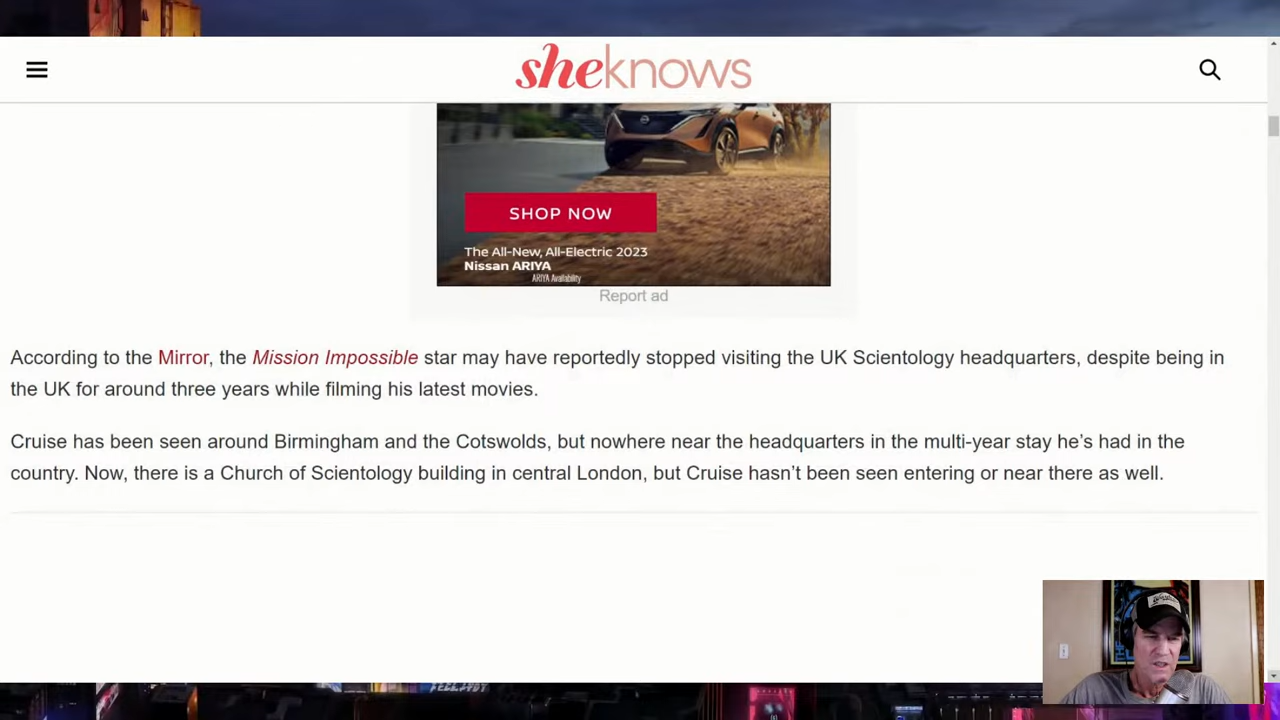 sheknows
SHOP NOW
The All-New, All-Electric 2023
Nissan ARIYA
ARIYA Availability
Report ad
According to the Mirror, the Mission Impossible star may have reportedly stopped visiting the UK Scientology headquarters, despite being in
the UK for around three years while filming his latest movies.
Cruise has been seen around Birmingham and the Cotswolds, but nowhere near the headquarters in the multi-year stay he’s had in the
country. Now, there is a Church of Scientology building in central London, but Cruise hasn’t been seen entering or near there as well.